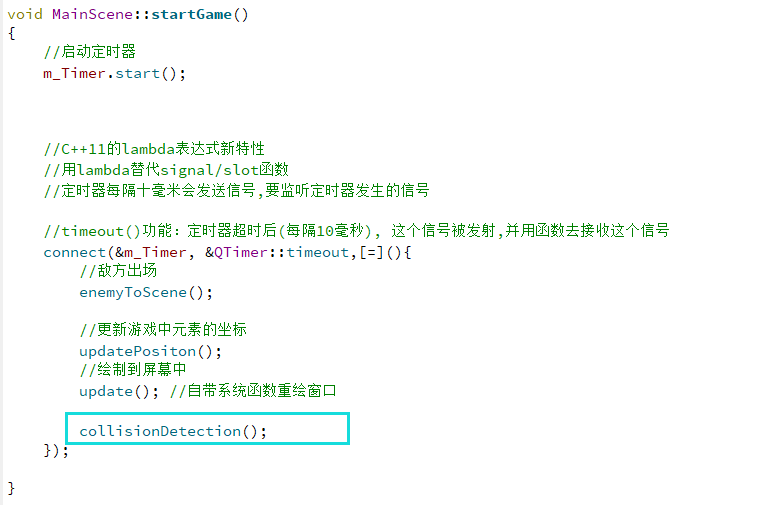 void MainScene::startGame()
{
//启动定时器
m_Timer.start();
//C++11的lambda表达式新特性
//用lambda替代signal/slot函数
//定时器每隔十毫米会发送信号,要监听定时器发生的信号
//timeout()功能：定时器超时后(每隔10毫秒), 这个信号被发射,并用函数去接收这个信号
connect(&m_Timer, &QTimer::timeout,[=](){
//敌方出场
enemyToScene();
//更新游戏中元素的坐标
updatePositon();
//绘制到屏幕中
update(); //自带系统函数重绘窗口
collisionDetection();
});
}